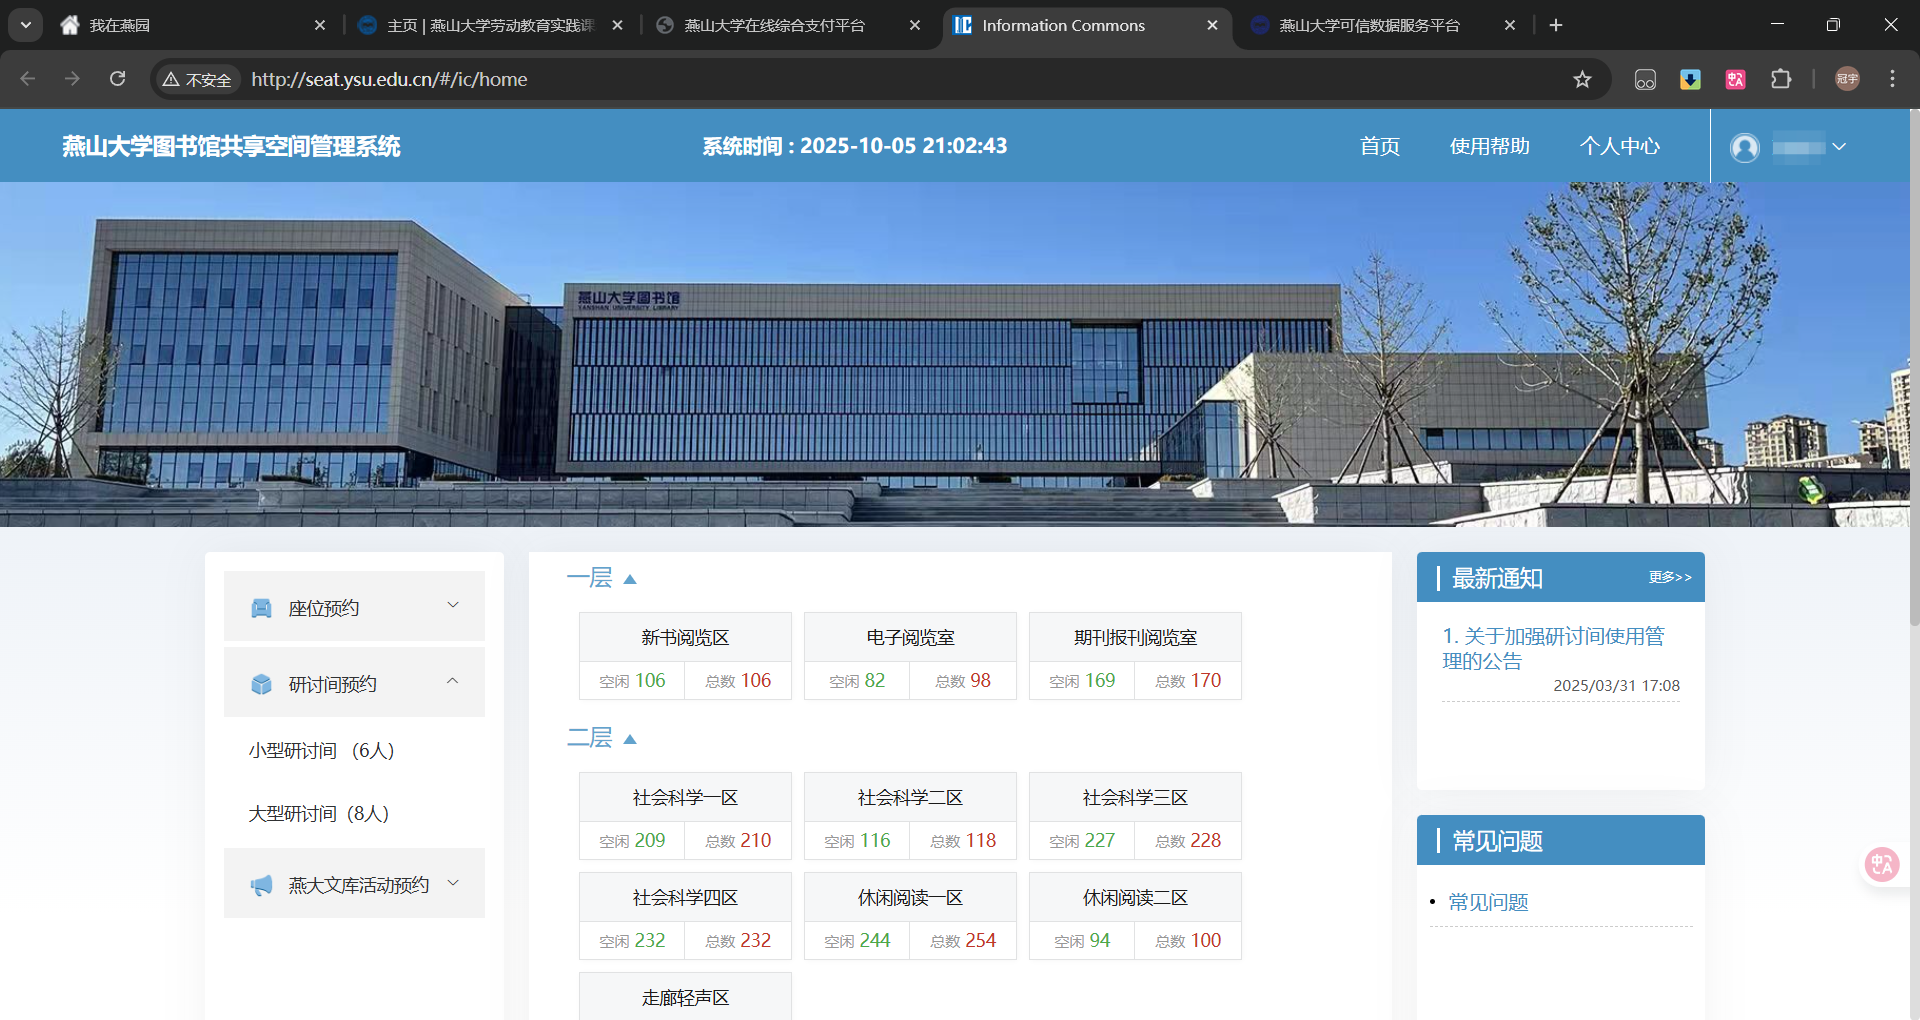 我在燕园
主页 | 燕山大学劳动教育实践课
燕山大学在线综合支付平台
Information Commons
燕山大学可信数据服务平台
不安全
http://seat.ysu.edu.cn/#/ic/home
冠宇
燕山大学图书馆共享空间管理系统
系统时间 : 2025-10-05 21:02:43
首页
使用帮助
个人中心
燕山大学图书馆
YANSHAN UNIVERSITY LIBRARY
座位预约
研讨间预约
小型研讨间 （6人）
大型研讨间（8人）
燕大文库活动预约
一层
新书阅览区
空闲 106 总数 106
电子阅览室
空闲 82 总数 98
期刊报刊阅览室
空闲 169 总数 170
二层
社会科学一区
空闲 209 总数 210
社会科学二区
空闲 116 总数 118
社会科学三区
空闲 227 总数 228
社会科学四区
空闲 232 总数 232
休闲阅读一区
空闲 244 总数 254
休闲阅读二区
空闲 94 总数 100
走廊轻声区
最新通知
更多>>
1. 关于加强研讨间使用管
理的公告
2025/03/31 17:08
常见问题
常见问题